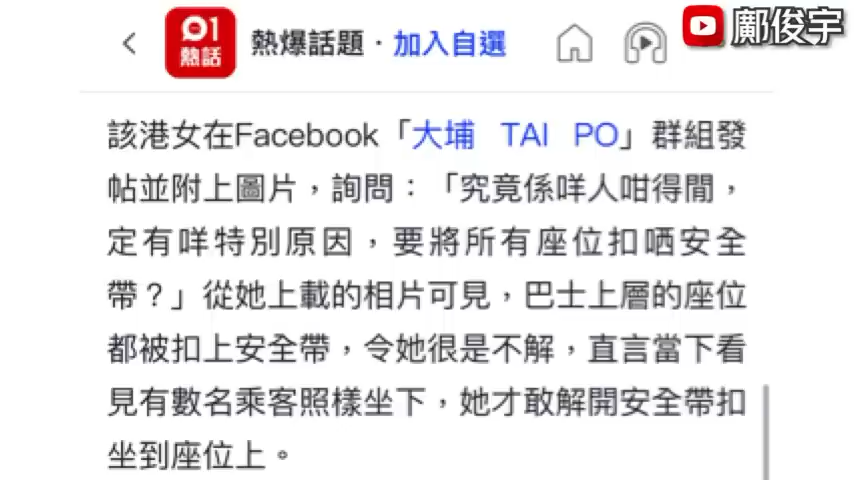 01
熱話
熱爆話題·加入自選
鄺俊宇
該港女在Facebook「大埔 TAI PO」群組發
帖並附上圖片，詢問：「究竟係咩人咁得閒，
定有咩特別原因，要將所有座位扣晒安全
帶？」從她上載的相片可見，巴士上層的座位
都被扣上安全帶，令她很是不解，直言當下看
見有數名乘客照樣坐下，她才敢解開安全帶扣
坐到座位上。